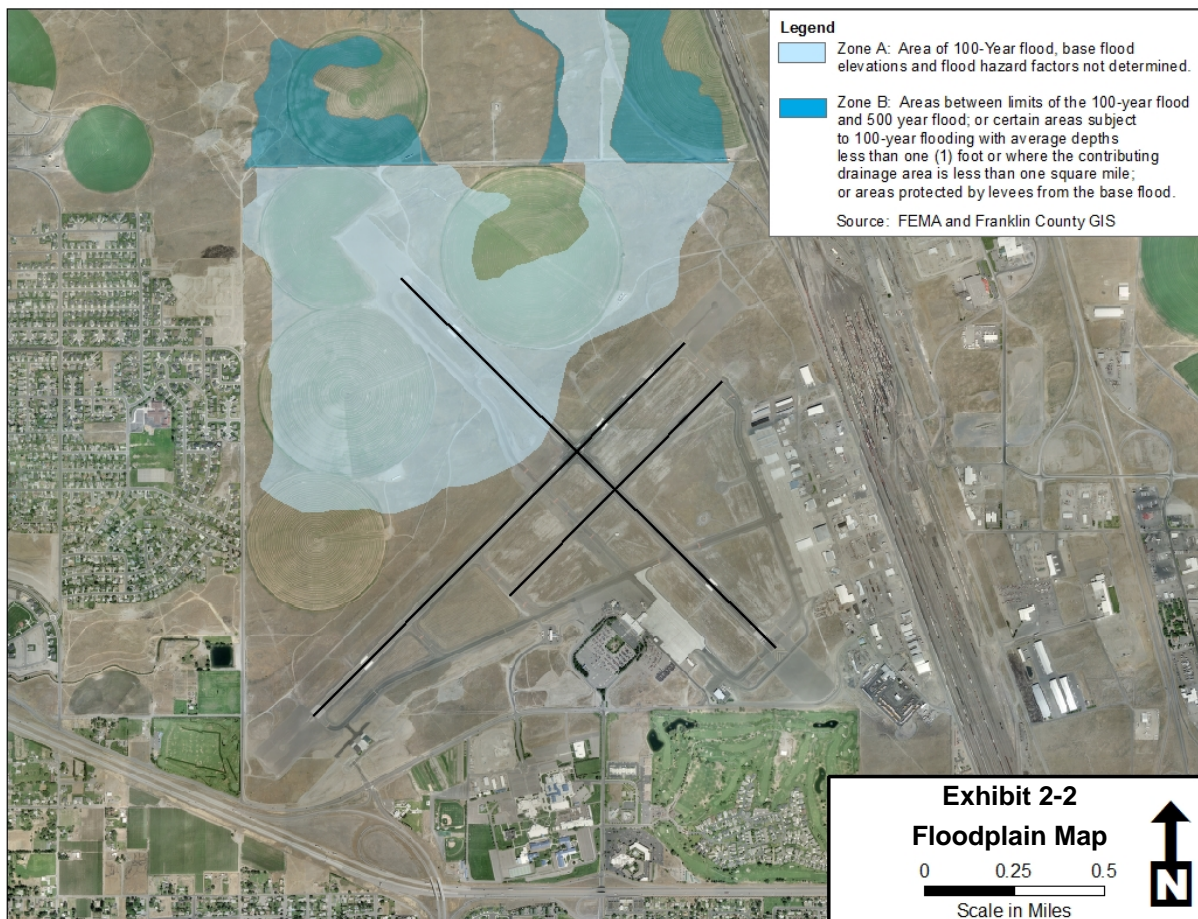 Legend
Zone A: Area of 100-Year flood, base flood
elevations and flood hazard factors not determined.
Zone B: Areas between limits of the 100-year flood
and 500 year flood; or certain areas subject
to 100-year flooding with average depths
less than one (1) foot or where the contributing
drainage area is less than one square mile;
or areas protected by levees from the base flood.
Source: FEMA and Franklin County GIS
Exhibit 2-2
Floodplain Map
0 0.25 0.5
Scale in Miles
N